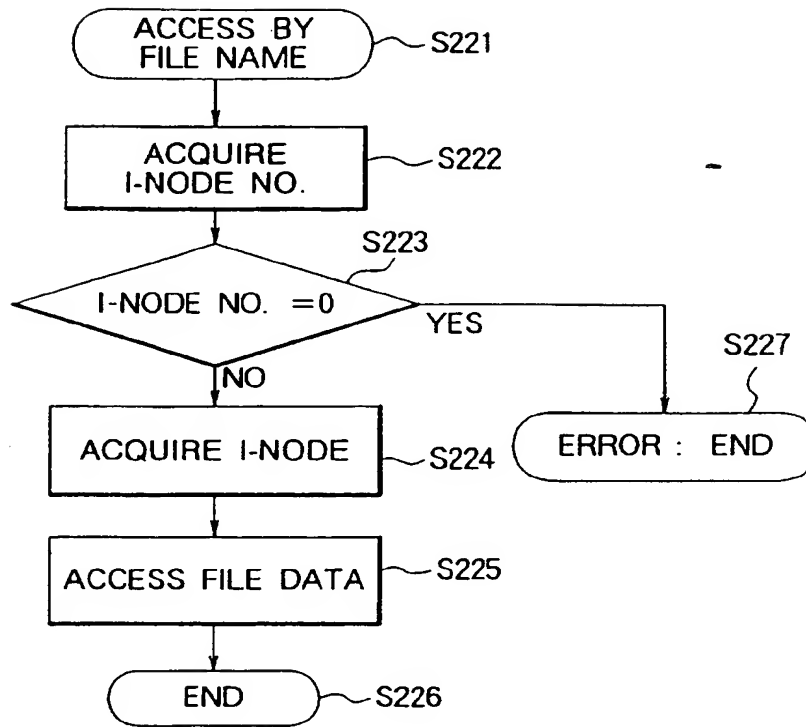 ACCESS BY
FILE NAME
S221
ACQUIRE
I-NODE NO.
S222
S223
I-NODE NO. =0
YES
NO
S227
ERROR : END
ACQUIRE I-NODE
S224
ACCESS FILE DATA
S225
END
S226